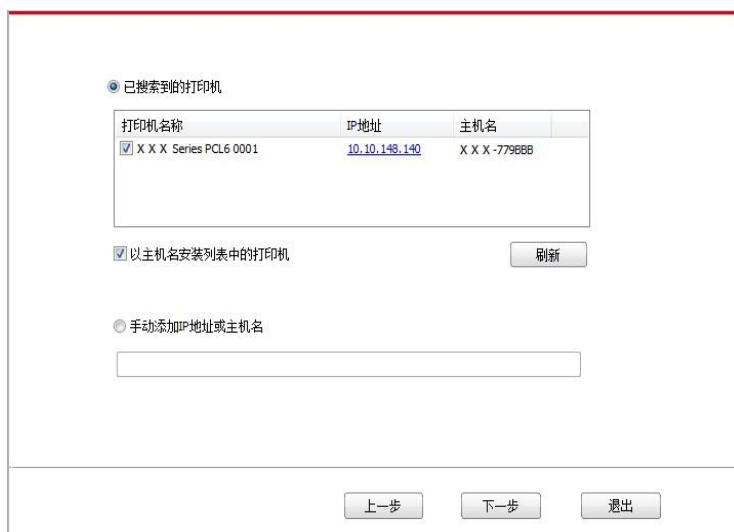 已搜索到的打印机
打印机名称 IP地址 主机名
X X X Series PCL6 0001 10.10.148.140 X X X -779BBB
以主机名安装列表中的打印机 刷新
手动添加IP地址或主机名
上一步 下一步 退出